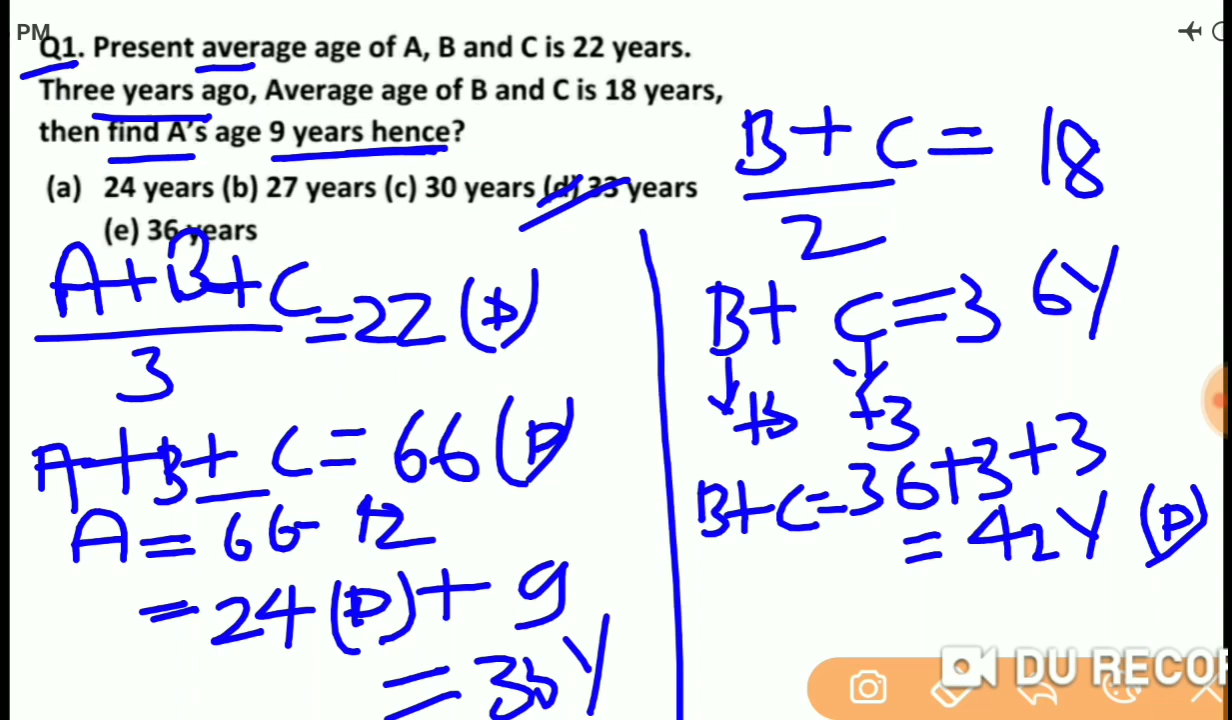 PM
Q1. Present average age of A, B and C is 22 years.
Three years ago, Average age of B and C is 18 years,
then find A's age 9 years hence?
(a) 24 years (b) 27 years (c) 30 years (d) 33 years
(e) 36 years
A+B+C
3
=22 (P)
A+B+C=66 (P)
A=66-42
=24(P)+9
=33Y
B+C=18
2
B+C=36Y
+3 +3
B+C=36+3+3
=42Y (P)
DU RECOR